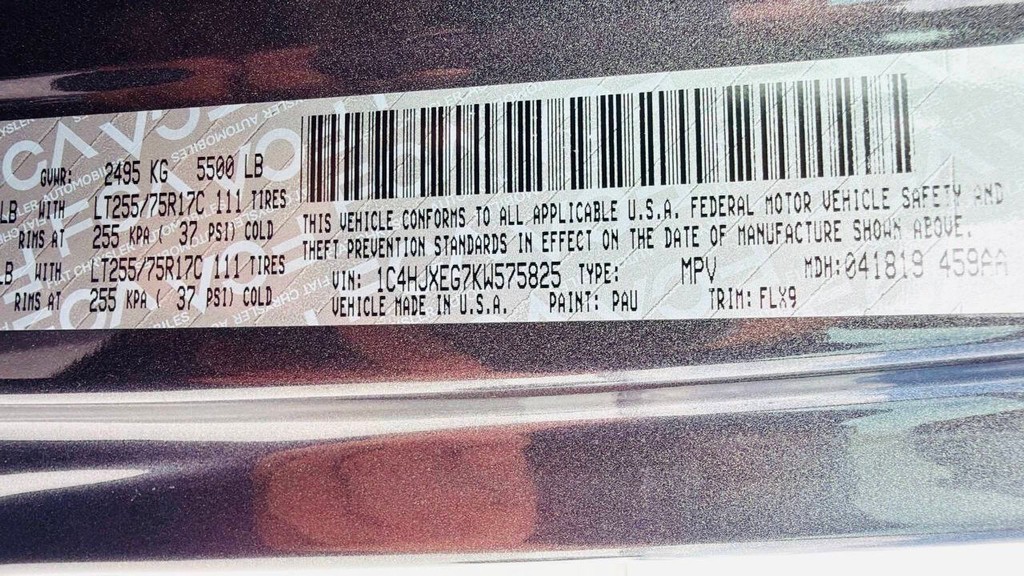 GVWR: 2495 KG 5500 LB
LB WITH LT255/75R17C 111 TIRES
RIMS AT 255 KPA ( 37 PSI) COLD
LB WITH LT255/75R17C 111 TIRES
RIMS AT 255 KPA ( 37 PSI) COLD
THIS VEHICLE CONFORMS TO ALL APPLICABLE U.S.A. FEDERAL MOTOR VEHICLE SAFETY AND
THEFT PREVENTION STANDARDS IN EFFECT ON THE DATE OF MANUFACTURE SHOWN ABOVE.
VIN: 1C4HJXEG7KW575825 TYPE: MPV MDH: 041819 459AA
VEHICLE MADE IN U.S.A. PAINT: PAU TRIM: FLX9